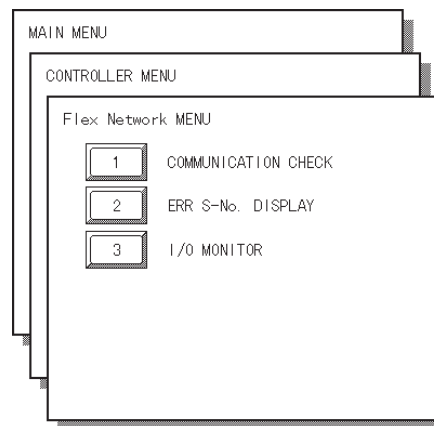 MAIN MENU
CONTROLLER MENU
Flex Network MENU
1 COMMUNICATION CHECK
2 ERR S-No. DISPLAY
3 I/O MONITOR